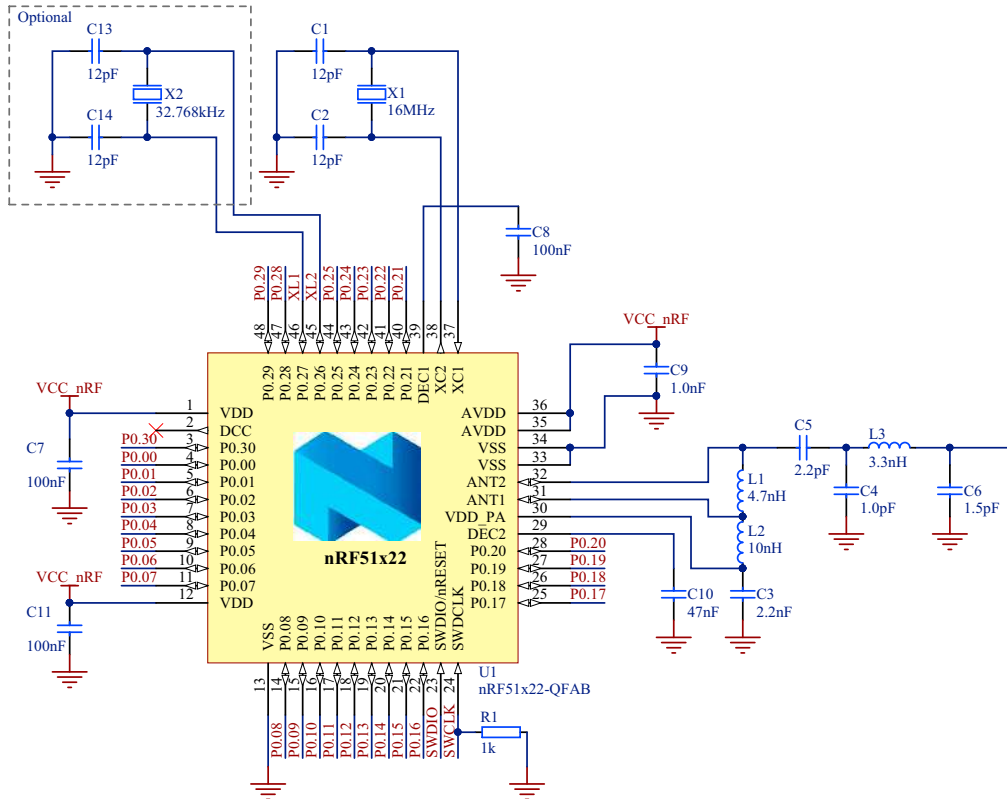 Optional
C13
12pF
X2
32.768kHz
C14
12pF
C1
12pF
X1
16MHz
C2
12pF
C8
100nF
P0.29
P0.28
XL1
XL2
P0.25
P0.24
P0.23
P0.22
P0.21
48
47
46
45
44
43
42
41
40
39
38
37
P0.29
P0.28
P0.27
P0.26
P0.25
P0.24
P0.23
P0.22
P0.21
DEC1
XC2
XC1
VCC_nRF
C7
100nF
P0.30
P0.00
P0.01
P0.02
P0.03
P0.04
P0.05
P0.06
P0.07
VCC_nRF
C11
100nF
1 VDD
2 DCC
3 P0.30
4 P0.00
5 P0.01
6 P0.02
7 P0.03
8 P0.04
9 P0.05
10 P0.06
11 P0.07
12 VDD
nRF51x22
AVDD 36
AVDD 35
VSS 34
VSS 33
ANT2 32
ANT1 31
VDD_PA 30
DEC2 29
P0.20 28 P0.20
P0.19 27 P0.19
P0.18 26 P0.18
P0.17 25 P0.17
VCC_nRF
C9
1.0nF
C5
2.2pF
L3
3.3nH
L1
4.7nH
C4
1.0pF
C6
1.5pF
L2
10nH
C10
47nF
C3
2.2nF
VSS
P0.08
P0.09
P0.10
P0.11
P0.12
P0.13
P0.14
P0.15
P0.16
SWDIO/nRESET
SWDCLK
13
14
15
16
17
18
19
20
21
22
23
24
U1
nRF51x22-QFAB
P0.08
P0.09
P0.10
P0.11
P0.12
P0.13
P0.14
P0.15
P0.16
SWDIO
SWCLK
R1
1k